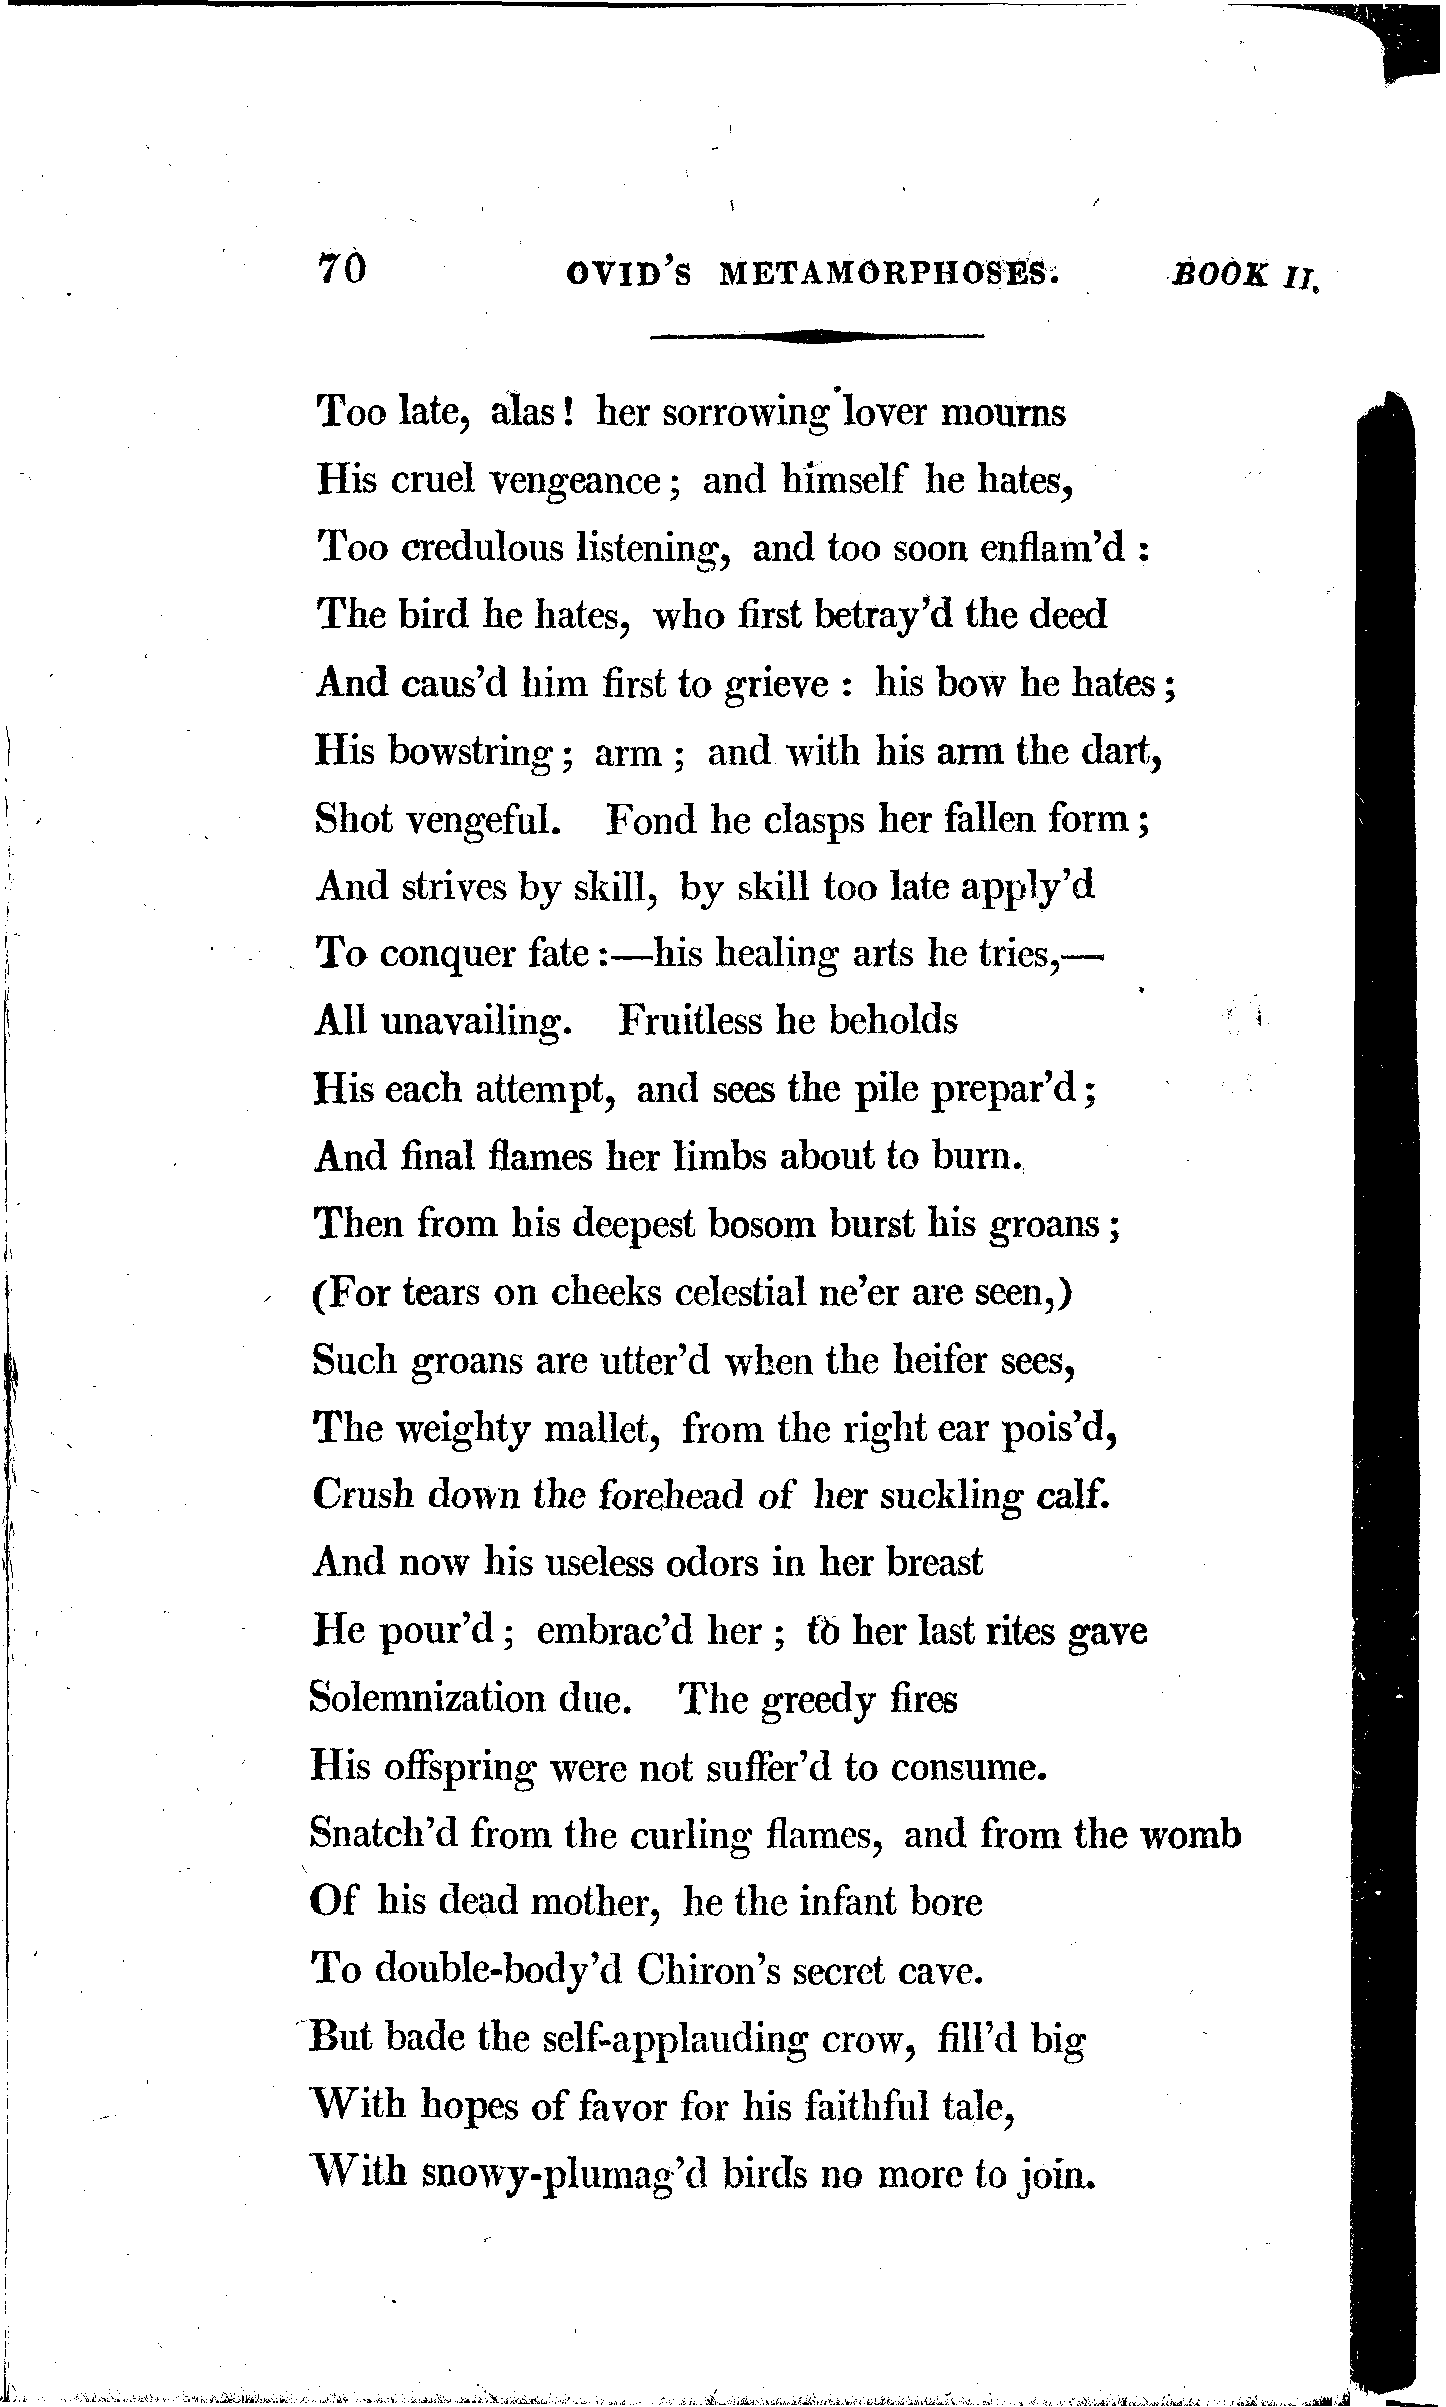 70 OVID'S METAMORPHOSES. BOOK II.
Too late, alas! her sorrowing lover mourns
His cruel vengeance; and himself he hates,
Too credulous listening, and too soon enflam'd:
The bird he hates, who first betray'd the deed
And caus'd him first to grieve: his bow he hates;
His bowstring; arm; and with his arm the dart,
Shot vengeful. Fond he clasps her fallen form;
And strives by skill, by skill too late apply'd
To conquer fate:—his healing arts he tries,—
All unavailing. Fruitless he beholds
His each attempt, and sees the pile prepar'd;
And final flames her limbs about to burn.
Then from his deepest bosom burst his groans;
(For tears on cheeks celestial ne'er are seen,)
Such groans are utter'd when the heifer sees,
The weighty mallet, from the right ear pois'd,
Crush down the forehead of her suckling calf.
And now his useless odors in her breast
He pour'd; embrac'd her; to her last rites gave
Solemnization due. The greedy fires
His offspring were not suffer'd to consume.
Snatch'd from the curling flames, and from the womb
Of his dead mother, he the infant bore
To double-body'd Chiron's secret cave.
But bade the self-applauding crow, fill'd big
With hopes of favor for his faithful tale,
With snowy-plumag'd birds no more to join.